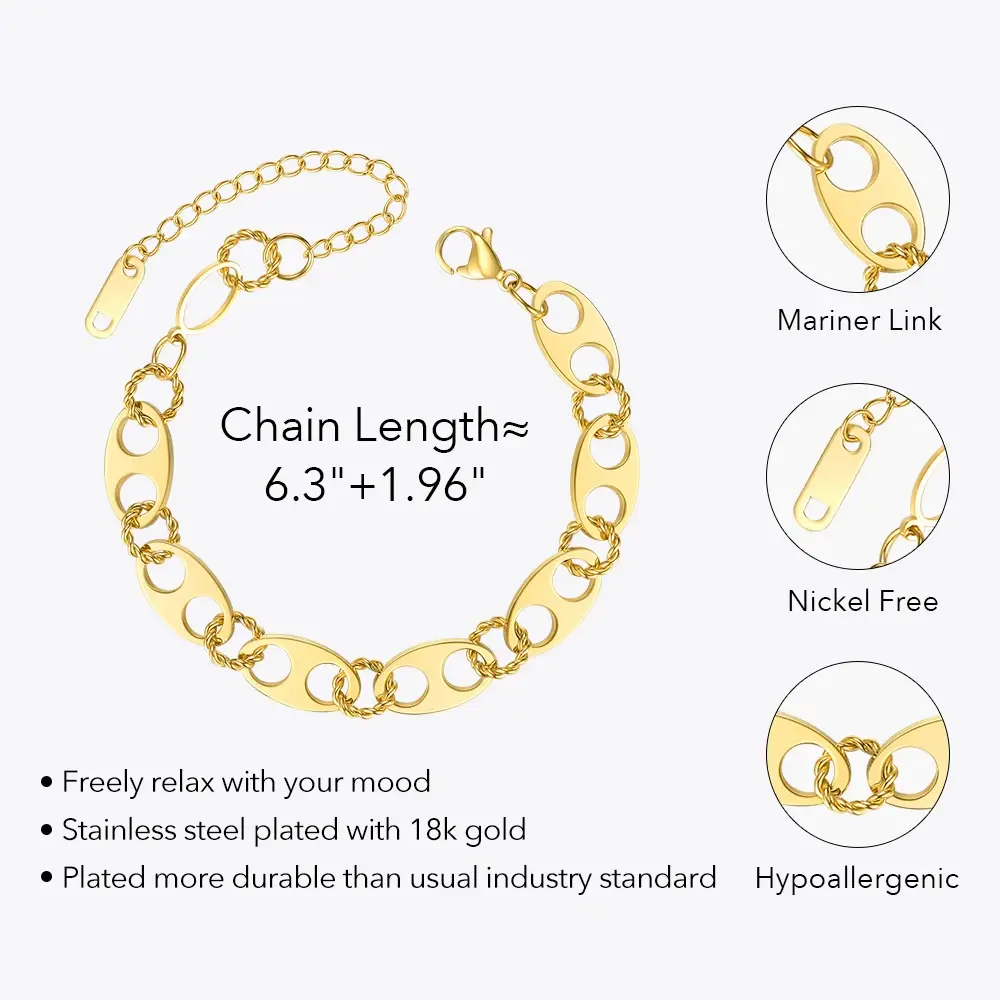 Mariner Link
Chain Length≈
6.3"+1.96"
Nickel Free
• Freely relax with your mood
• Stainless steel plated with 18k gold
• Plated more durable than usual industry standard
Hypoallergenic